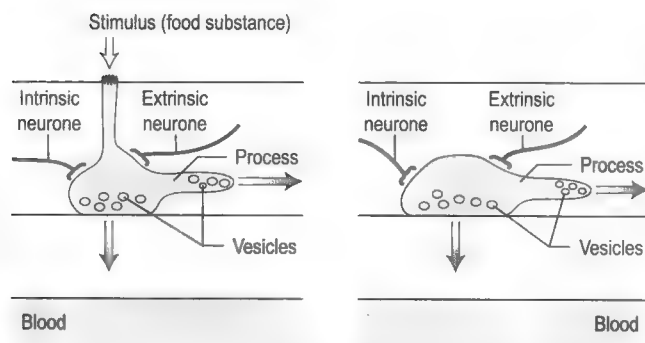 Stimulus (food substance)
Intrinsic
neurone
Extrinsic
neurone
Process
Vesicles
Blood
Intrinsic
neurone
Extrinsic
neurone
Process
Vesicles
Blood